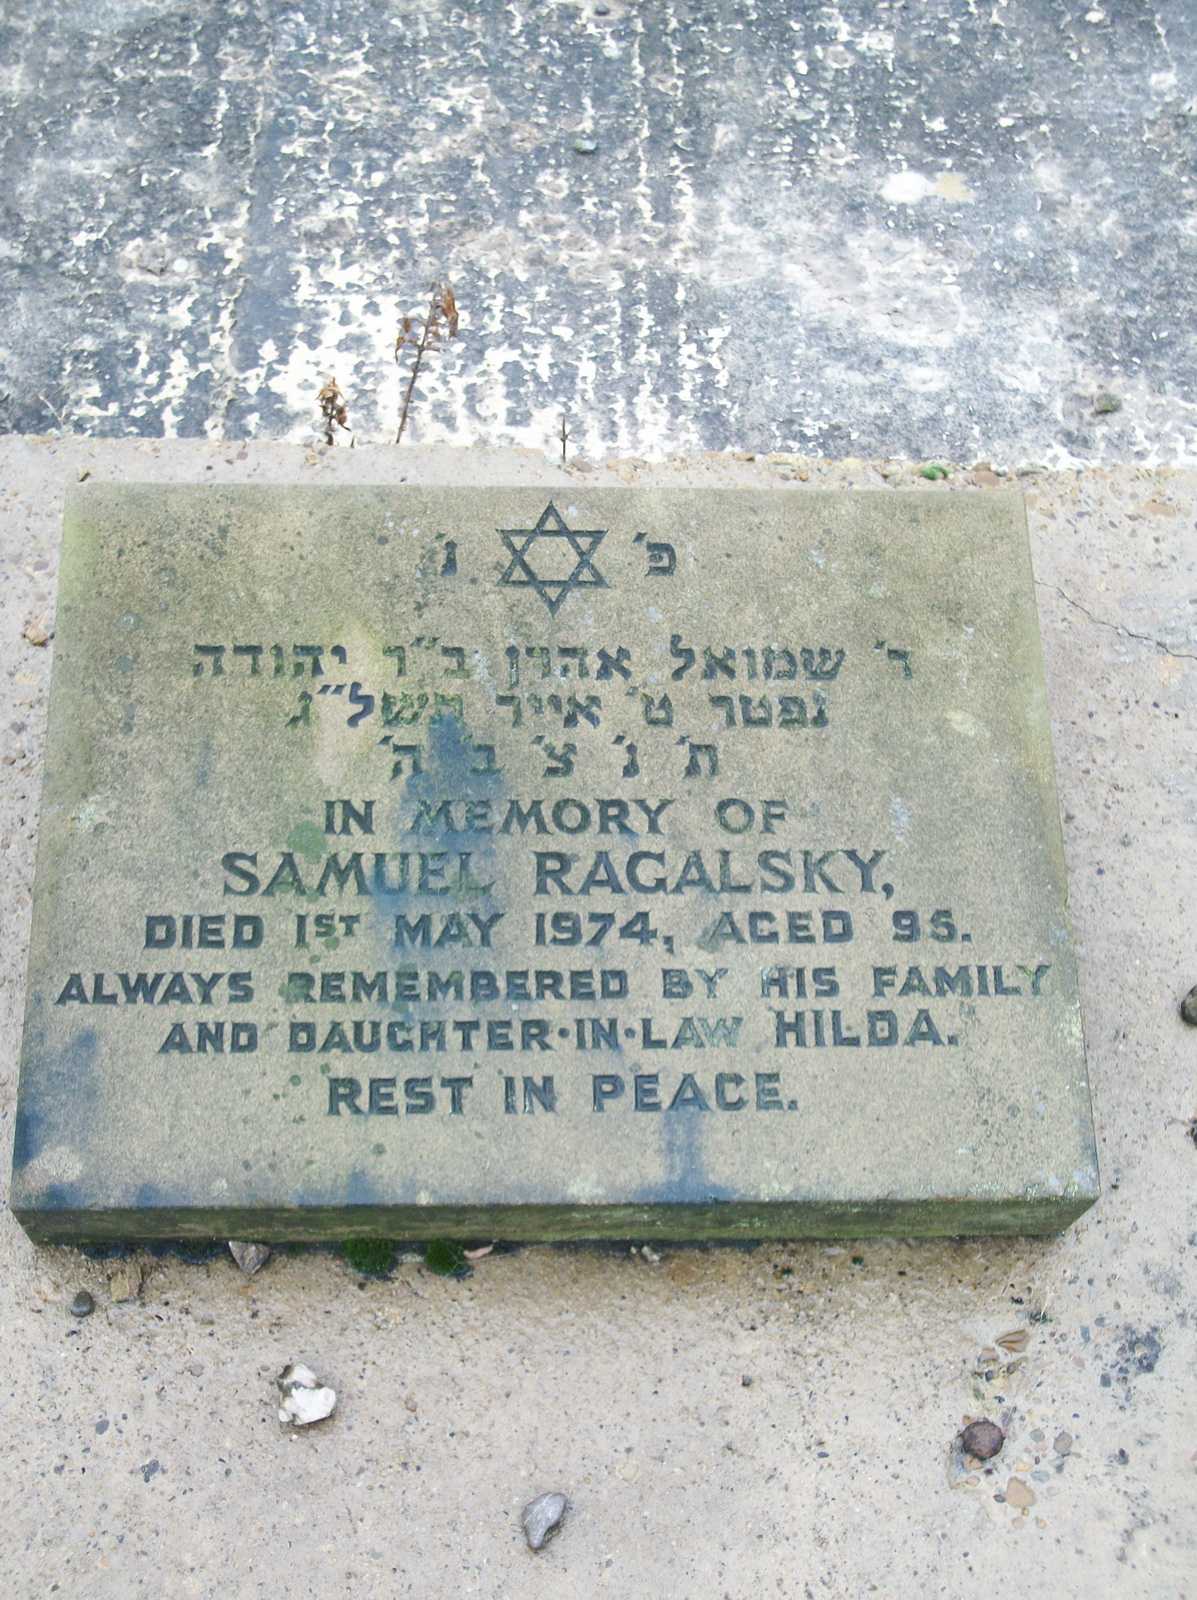 פ׳ נ׳
ר׳ שמואל אהרן ב״ר יהודה
נפטר ט׳ אייר תשל״ג
ת׳ נ׳ צ׳ ב׳ ה׳
IN MEMORY OF
SAMUEL RAGALSKY,
DIED 1ST MAY 1974, AGED 95.
ALWAYS REMEMBERED BY HIS FAMILY
AND DAUGHTER·IN·LAW HILDA.
REST IN PEACE.